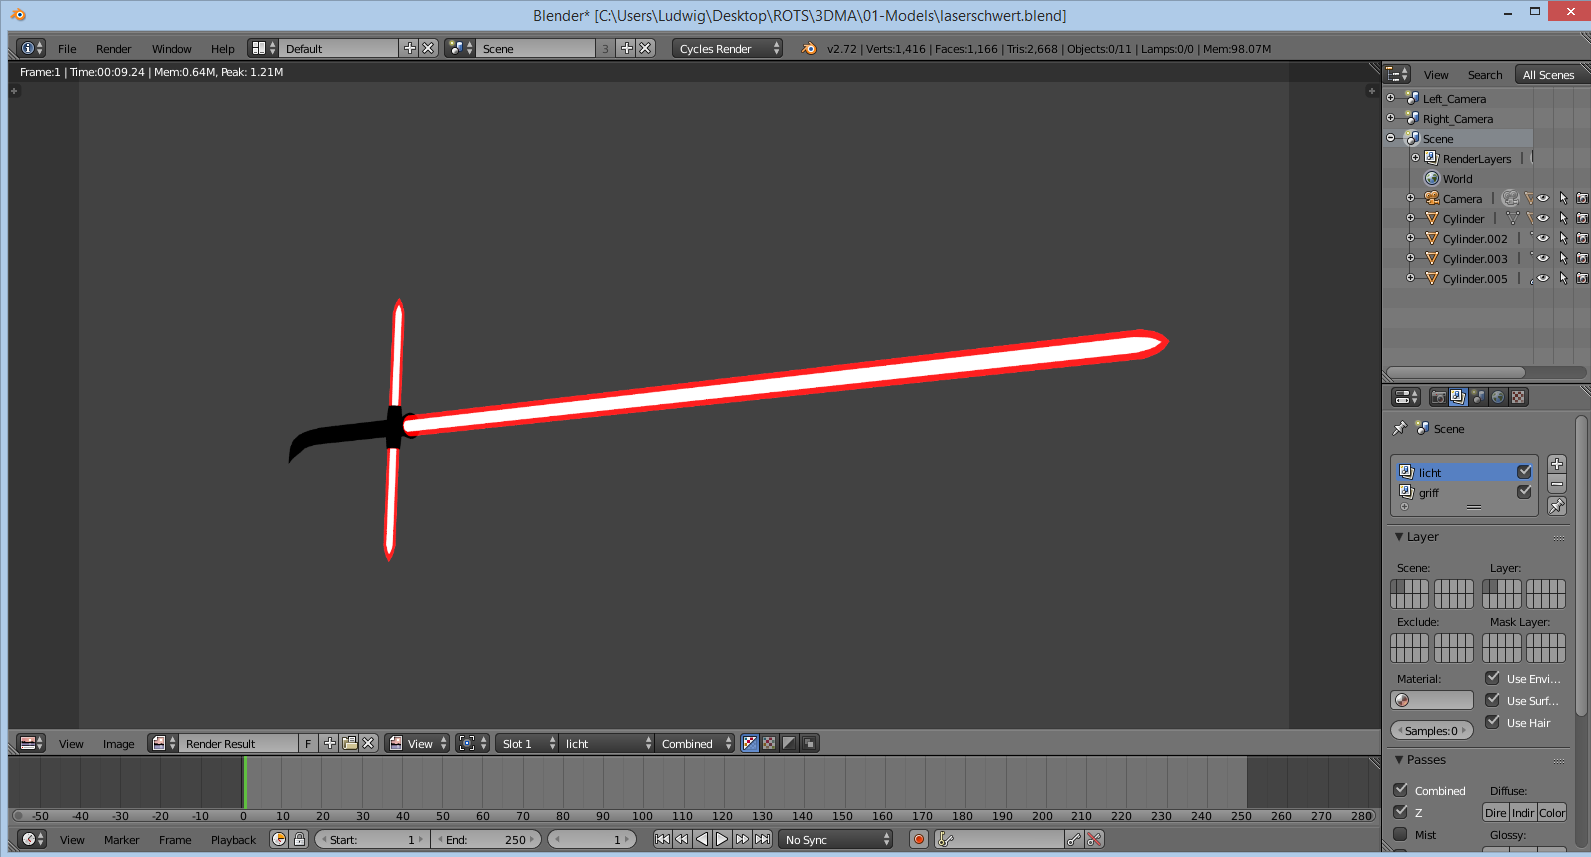 Blender* [C:\Users\Ludwig\Desktop\ROTS\3DMA\01-Models\laserschwert.blend]
File Render Window Help Default Scene 3 Cycles Render v2.72 | Verts:1,416 | Faces:1,166 | Tris:2,668 | Objects:0/11 | Lamps:0/0 | Mem:98.07M
Frame:1 | Time:00:09.24 | Mem:0.64M, Peak: 1.21M
View Search All Scenes
Left_Camera
Right_Camera
Scene
RenderLayers
World
Camera
Cylinder
Cylinder.002
Cylinder.003
Cylinder.005
Scene
licht
griff
Layer
Scene: Layer:
Exclude: Mask Layer:
Material: Use Envi...
Use Surf...
Samples:0 Use Hair
Passes
Combined Diffuse:
Z Dire Indir Color
Mist Glossy:
View Image Render Result F View Slot 1 licht Combined
-50 -40 -30 -20 -10 0 10 20 30 40 50 60 70 80 90 100 110 120 130 140 150 160 170 180 190 200 210 220 230 240 250 260 270 280
View Marker Frame Playback Start: 1 End: 250 1 No Sync